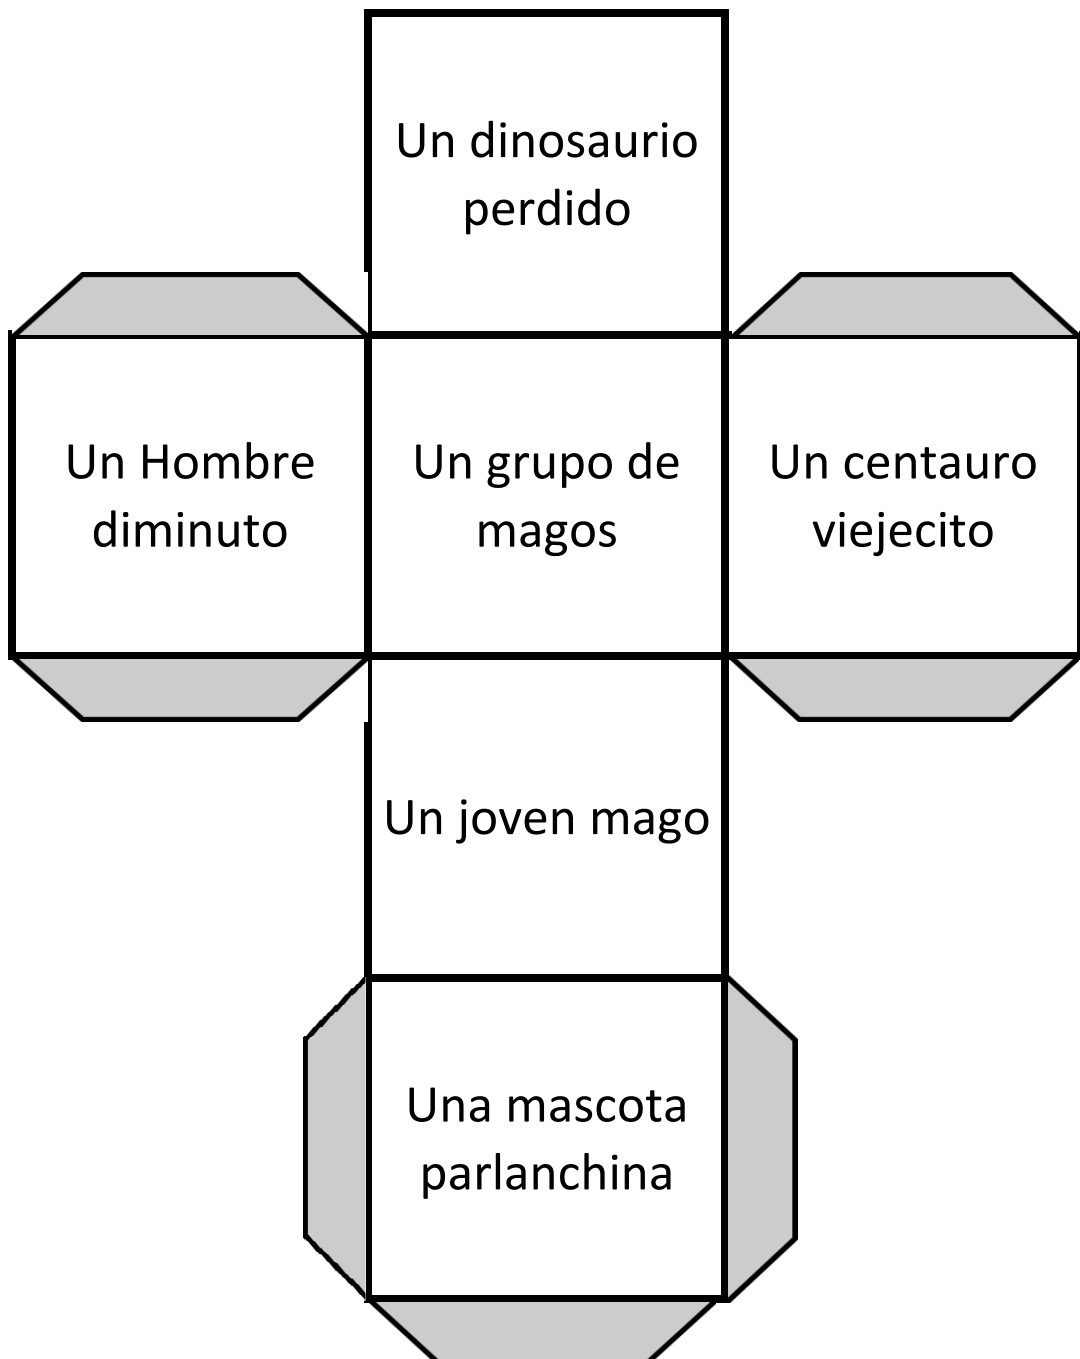 Un dinosaurio
perdido
Un Hombre
diminuto
Un grupo de
magos
Un centauro
viejecito
Un joven mago
Una mascota
parlanchina